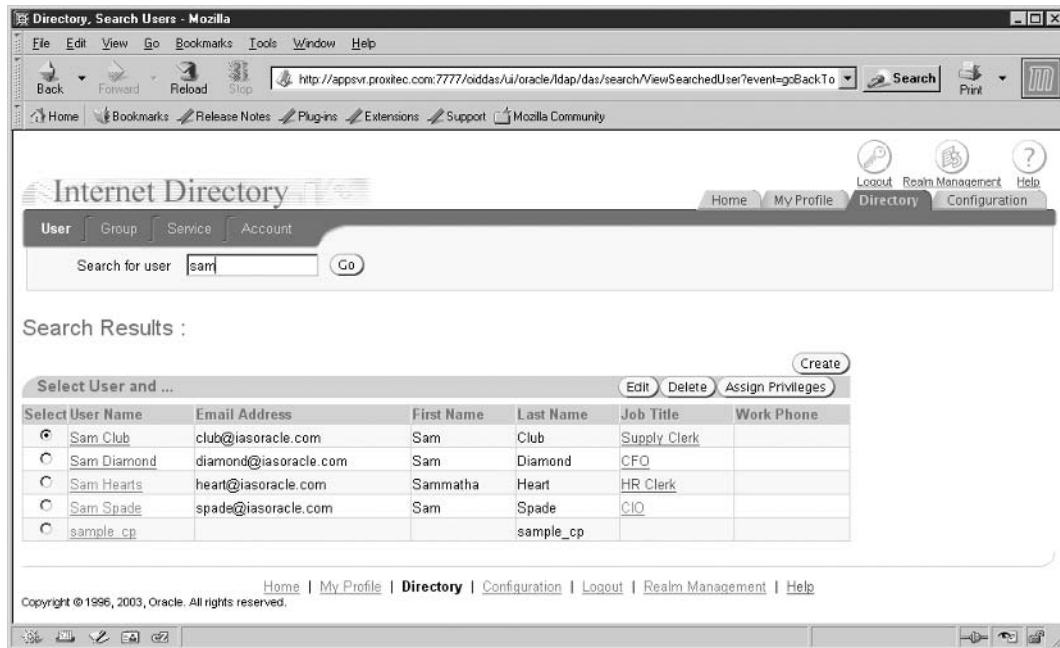 Directory, Search Users - Mozilla
File Edit View Go Bookmarks Tools Window Help
Back Forward Reload Stop http://appsvr.proxitec.com:7777/oiddas/ui/oracle/ldap/das/search/ViewSearchedUser?event=goBackTo Search Print
Home Bookmarks Release Notes Plug-ins Extensions Support Mozilla Community
Logout Realm Management Help
Internet Directory
Home My Profile Directory Configuration
User Group Service Account
Search for user sam Go
Search Results :
Create
Select User and ... Edit Delete Assign Privileges
Select User Name Email Address First Name Last Name Job Title Work Phone
Sam Club club@iasoracle.com Sam Club Supply Clerk
Sam Diamond diamond@iasoracle.com Sam Diamond CFO
Sam Hearts heart@iasoracle.com Sammatha Heart HR Clerk
Sam Spade spade@iasoracle.com Sam Spade CIO
sample_cp sample_cp
Home | My Profile | Directory | Configuration | Logout | Realm Management | Help
Copyright © 1996, 2003, Oracle. All rights reserved.